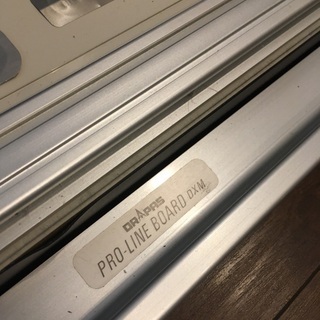 DRAPAS
PRO-LINE BOARD DXM